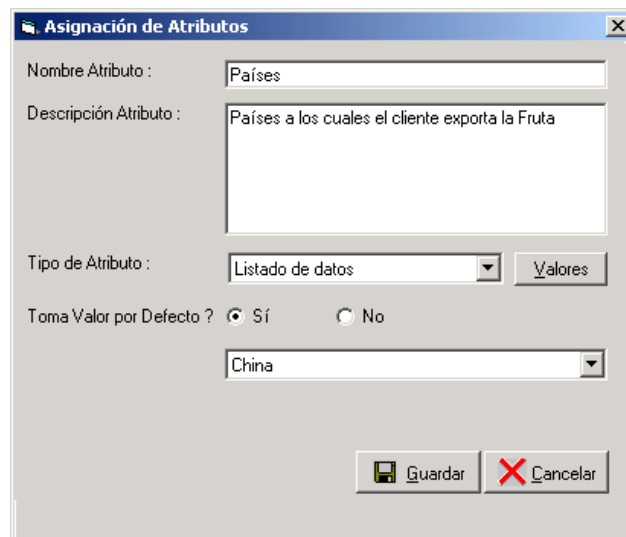 Asignación de Atributos
Nombre Atributo :
Países
Descripción Atributo :
Países a los cuales el cliente exporta la Fruta
Tipo de Atributo :
Listado de datos
Valores
Toma Valor por Defecto ?
Sí
No
China
Guardar
Cancelar